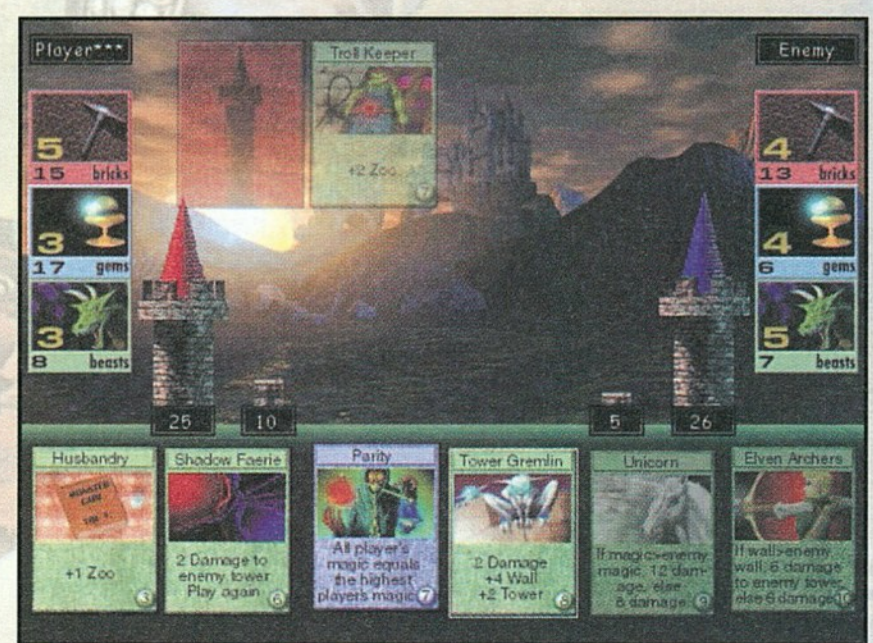 Player***
Enemy
Troll Keeper
+2 Zoo
7
5
15 bricks
3
17 gems
3
8 beasts
4
13 bricks
4
6 gems
5
7 beasts
25
10
5
26
Husbandry
+1 Zoo
3
Shadow Faerie
2 Damage to
enemy tower
Play again
6
Parity
All player's
magic equals
the highest
player's magic
7
Tower Gremlin
2 Damage
+4 Wall
+2 Tower
8
Unicorn
If magic>enemy
magic, 12 dam-
age, else
8 damage
9
Elven Archers
If wall>enemy
wall, 6 damage
to enemy tower,
else 6 damage
10